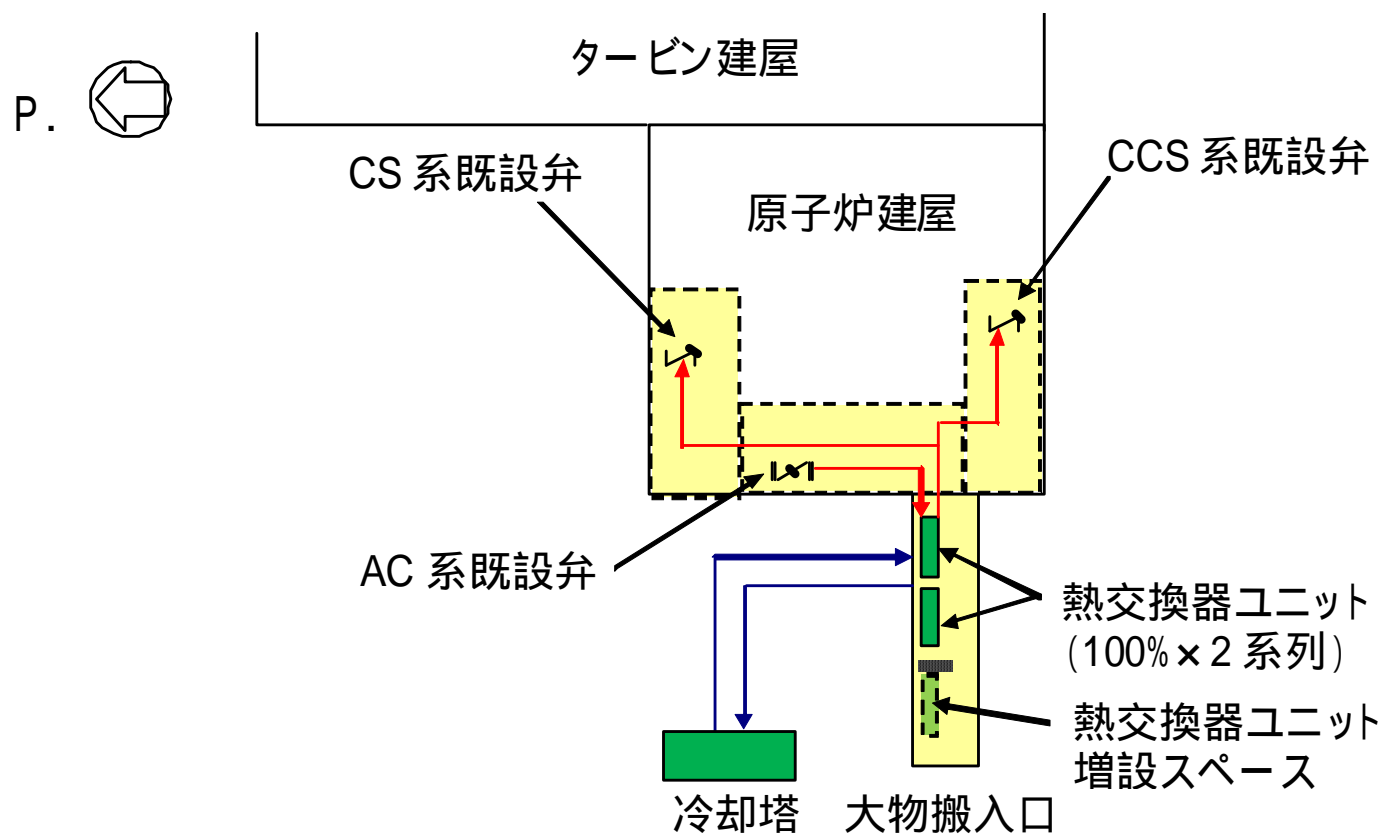 タービン建屋
P.
CS 系既設弁
CCS 系既設弁
原子炉建屋
AC 系既設弁
熱交換器ユニット
(100%×2 系列)
熱交換器ユニット
増設スペース
冷却塔
大物搬入口